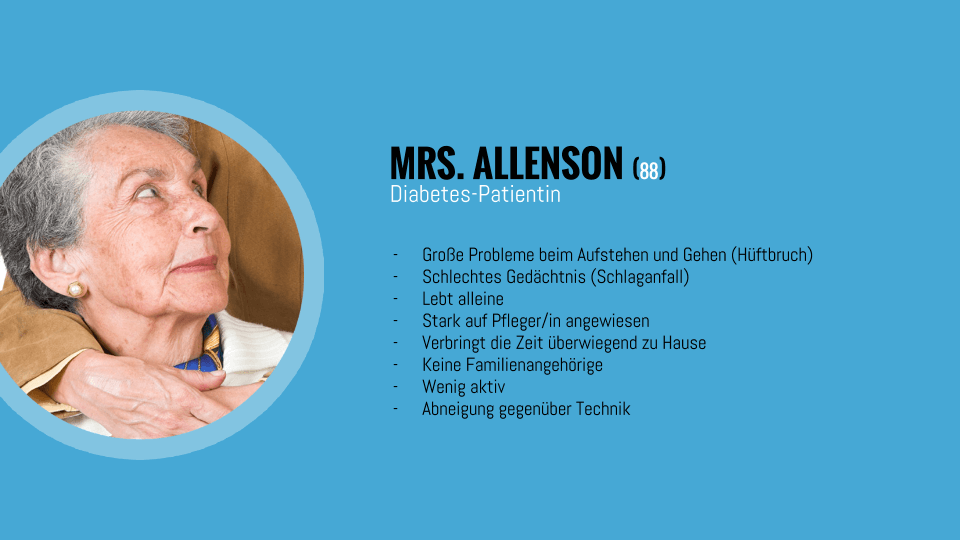 MRS. ALLENSON (88)
Diabetes-Patientin
- Große Probleme beim Aufstehen und Gehen (Hüftbruch)
- Schlechtes Gedächtnis (Schlaganfall)
- Lebt alleine
- Stark auf Pfleger/in angewiesen
- Verbringt die Zeit überwiegend zu Hause
- Keine Familienangehörige
- Wenig aktiv
- Abneigung gegenüber Technik